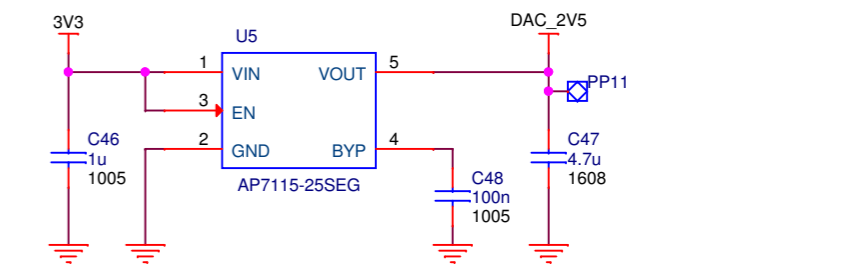 3V3
DAC_2V5
U5
1
VIN
VOUT
5
PP11
3
EN
2
GND
BYP
4
C46
1u
1005
AP7115-25SEG
C48
100n
1005
C47
4.7u
1608